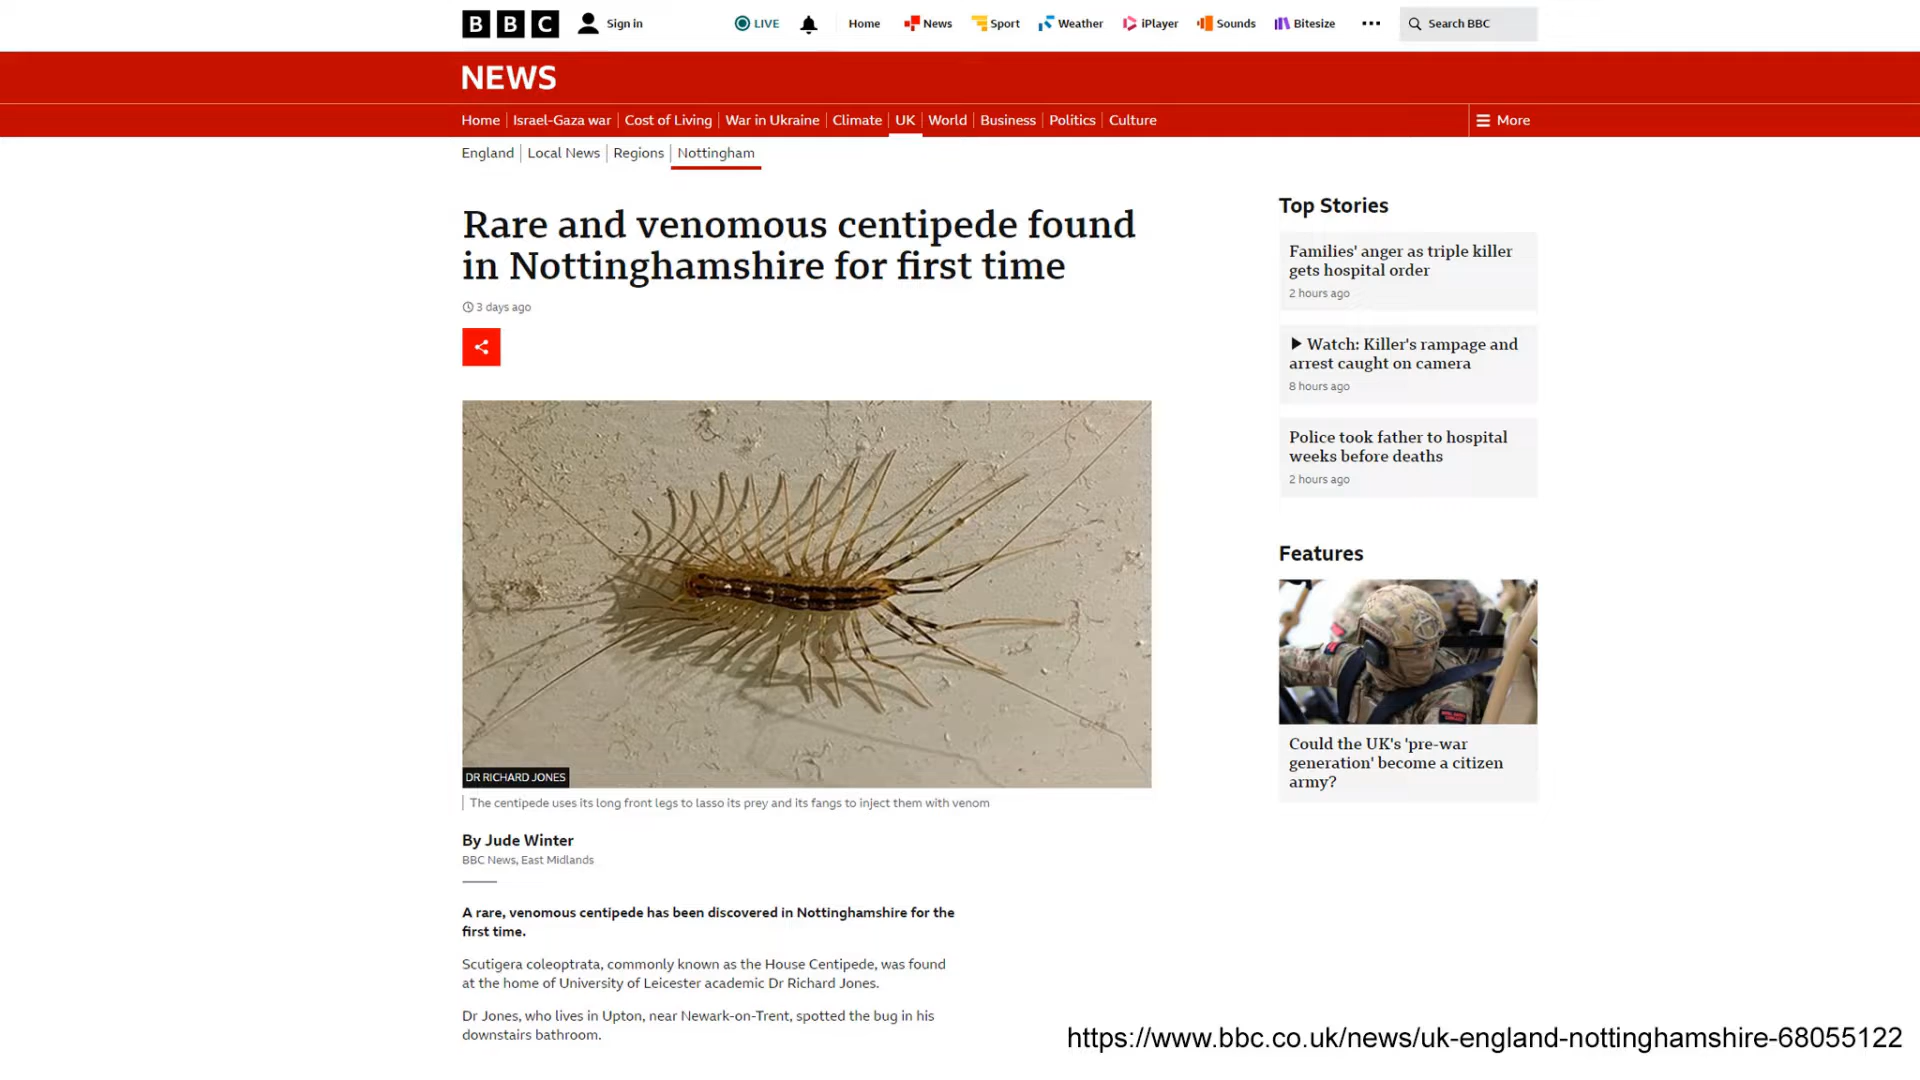 BBC Sign in LIVE Home News Sport Weather iPlayer Sounds Bitesize Search BBC
NEWS
Home Israel-Gaza war Cost of Living War in Ukraine Climate UK World Business Politics Culture More
England Local News Regions Nottingham
Rare and venomous centipede found
in Nottinghamshire for first time
3 days ago
DR RICHARD JONES
The centipede uses its long front legs to lasso its prey and its fangs to inject them with venom
By Jude Winter
BBC News, East Midlands
A rare, venomous centipede has been discovered in Nottinghamshire for the
first time.
Scutigera coleoptrata, commonly known as the House Centipede, was found
at the home of University of Leicester academic Dr Richard Jones.
Dr Jones, who lives in Upton, near Newark-on-Trent, spotted the bug in his
downstairs bathroom.
Top Stories
Families' anger as triple killer
gets hospital order
2 hours ago
Watch: Killer's rampage and
arrest caught on camera
8 hours ago
Police took father to hospital
weeks before deaths
2 hours ago
Features
Could the UK's 'pre-war
generation' become a citizen
army?
https://www.bbc.co.uk/news/uk-england-nottinghamshire-68055122